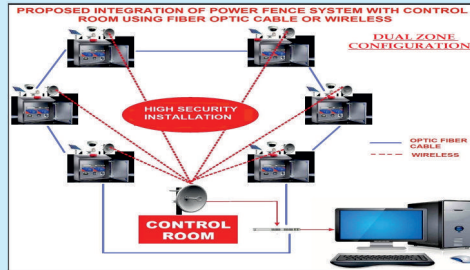 PROPOSED INTEGRATION OF POWER FENCE SYSTEM WITH CONTROL
ROOM USING FIBER OPTIC CABLE OR WIRELESS
DUAL ZONE
CONFIGURATION
HIGH SECURITY
INSTALLATION
OPTIC FIBER
CABLE
WIRELESS
CONTROL
ROOM